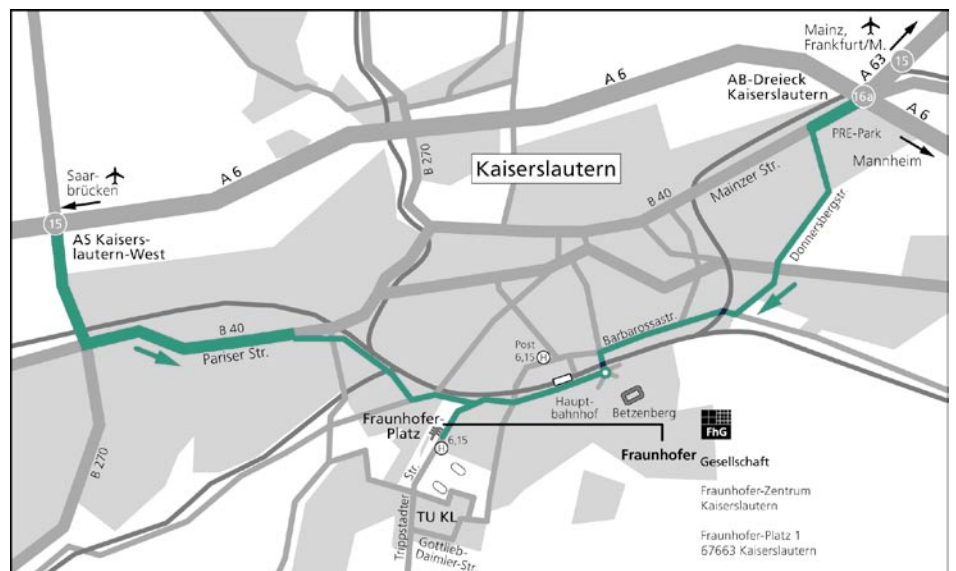 Mainz,
Frankfurt/M.
A 63
15
A 6
AB-Dreieck
Kaiserslautern
16a
A 6
PRE-Park
Mannheim
B 270
Kaiserslautern
Mainzer Str.
B 40
Saar-
brücken
A 6
15
AS Kaisers-
lautern-West
Donnersbergstr.
B 40
Pariser Str.
Barbarossastr.
Post
6,15 H
Haupt-
bahnhof
Betzenberg
Fraunhofer-
Platz
6,15
H
Fraunhofer
FhG
Gesellschaft
B 270
Trippstadter Str.
TU KL
Gottlieb-
Daimler-Str.
Fraunhofer-Zentrum
Kaiserslautern
Fraunhofer-Platz 1
67663 Kaiserslautern